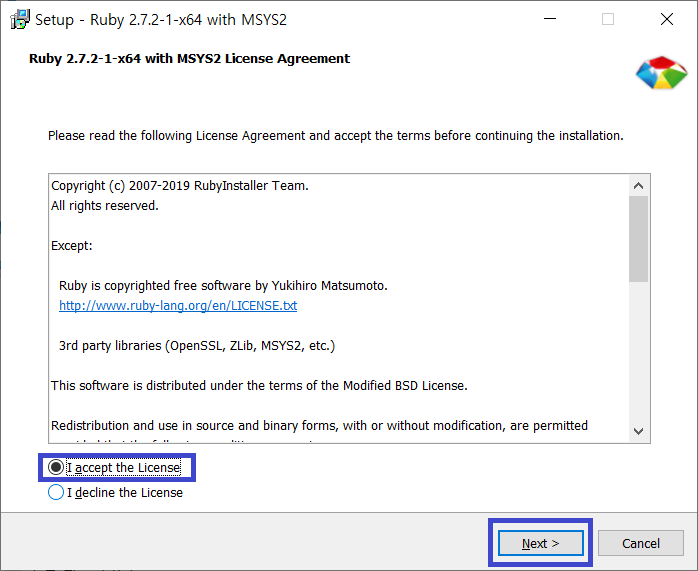 Setup - Ruby 2.7.2-1-x64 with MSYS2
Ruby 2.7.2-1-x64 with MSYS2 License Agreement
Please read the following License Agreement and accept the terms before continuing the installation.
Copyright (c) 2007-2019 RubyInstaller Team.
All rights reserved.
Except:
Ruby is copyrighted free software by Yukihiro Matsumoto.
http://www.ruby-lang.org/en/LICENSE.txt
3rd party libraries (OpenSSL, ZLib, MSYS2, etc.)
This software is distributed under the terms of the Modified BSD License.
Redistribution and use in source and binary forms, with or without modification, are permitted
I accept the License
I decline the License
Next >
Cancel